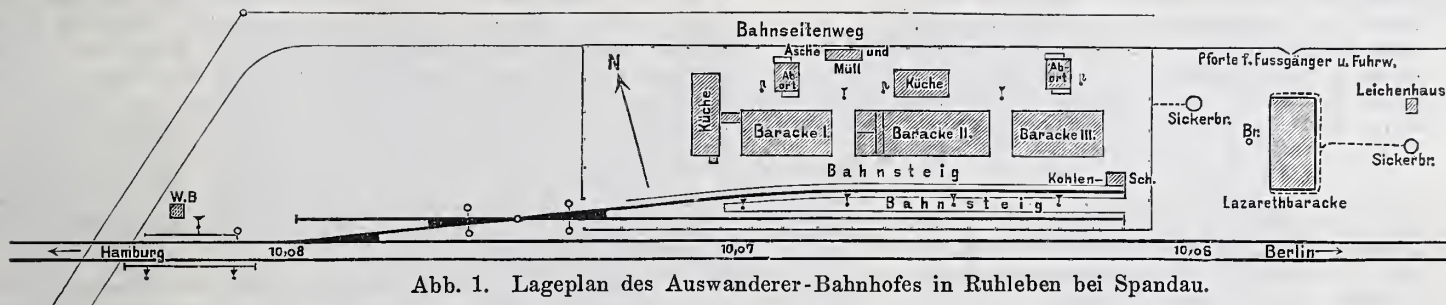 Bahnseitenweg
Asche und
Müll
N
Ab-
ort
Ab-
ort
Pforte f. Fussgänger u. Fuhrw.
Küche
Küche
Leichenhaus
Sickerbr.
Br.
Baracke I.
Baracke II.
Baracke III.
Sickerbr.
Bahnsteig
Kohlen- Sch.
W.B
Bahnsteig
Lazarethbaracke
Hamburg
10,08
10,07
10,06
Berlin
Abb. 1. Lageplan des Auswanderer-Bahnhofes in Ruhleben bei Spandau.